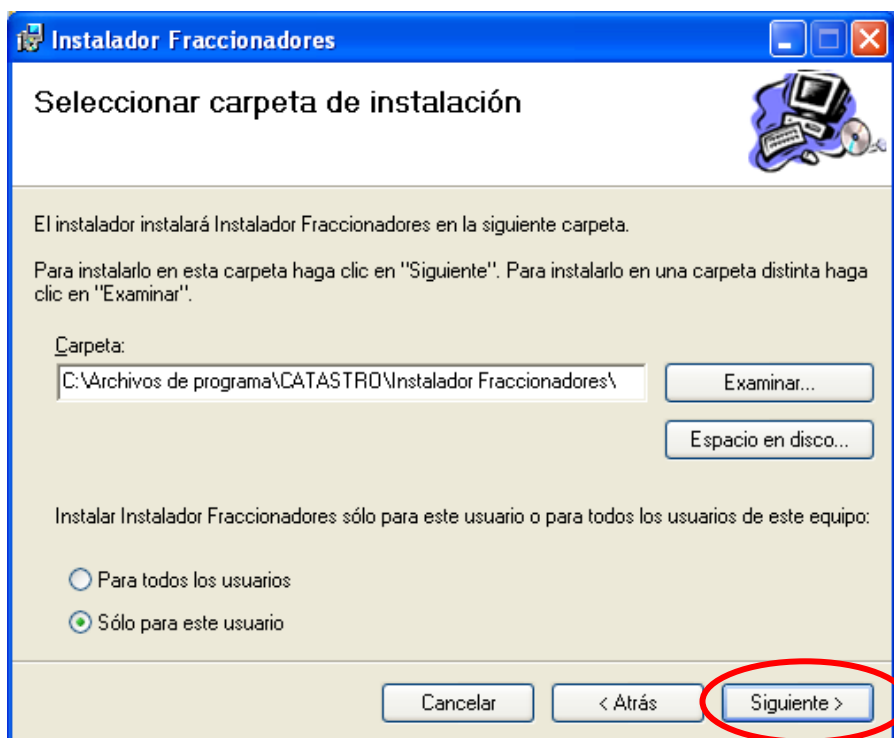 Instalador Fraccionadores
Seleccionar carpeta de instalación
El instalador instalará Instalador Fraccionadores en la siguiente carpeta.
Para instalarlo en esta carpeta haga clic en "Siguiente". Para instalarlo en una carpeta distinta haga
clic en "Examinar".
Carpeta:
C:\Archivos de programa\CATASTRO\Instalador Fraccionadores\
Examinar...
Espacio en disco...
Instalar Instalador Fraccionadores sólo para este usuario o para todos los usuarios de este equipo:
Para todos los usuarios
Sólo para este usuario
Cancelar
< Atrás
Siguiente >